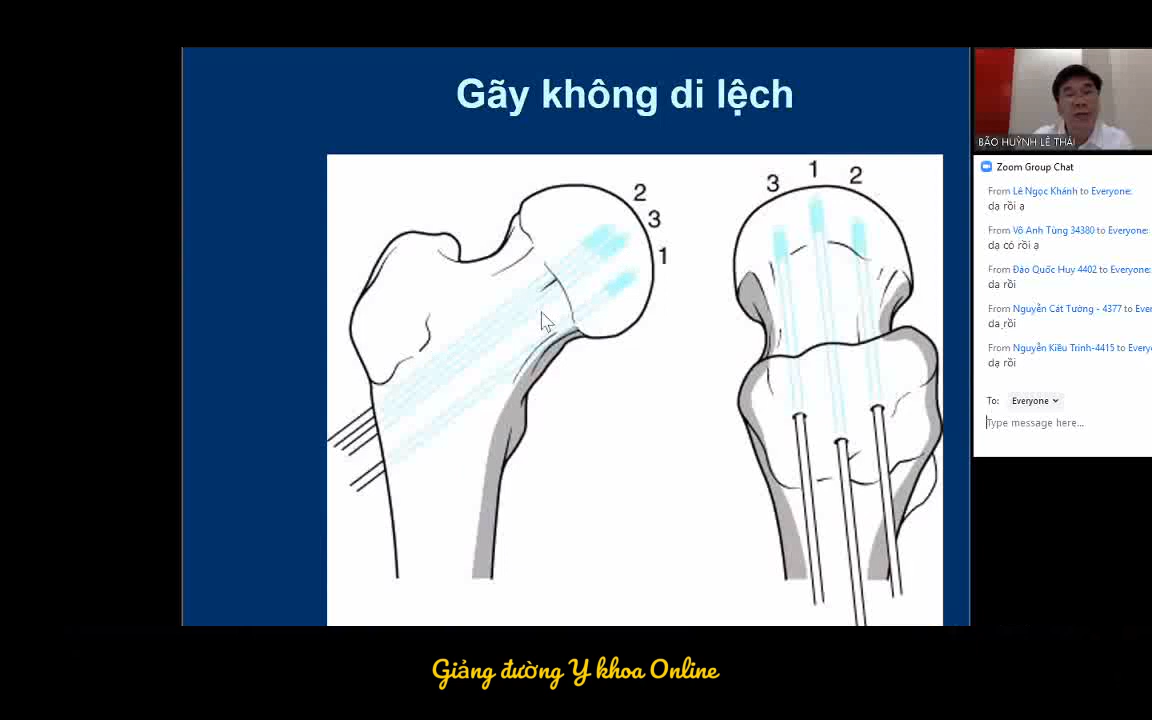 Gãy không di lệch
2
3
1
3
1
2
BÃO HUỲNH LÊ THÁI
Zoom Group Chat
From Lê Ngọc Khánh to Everyone:
dạ rồi ạ
From Võ Anh Tùng 34380 to Everyone:
dạ có rồi ạ
From Đào Quốc Huy 4402 to Everyone:
dạ rồi
From Nguyễn Cát Tường - 4377 to Ever
dạ rồi
From Nguyễn Kiều Trinh-4415 to Every
dạ rồi
To: Everyone
Type message here...
Giảng đường Y khoa Online